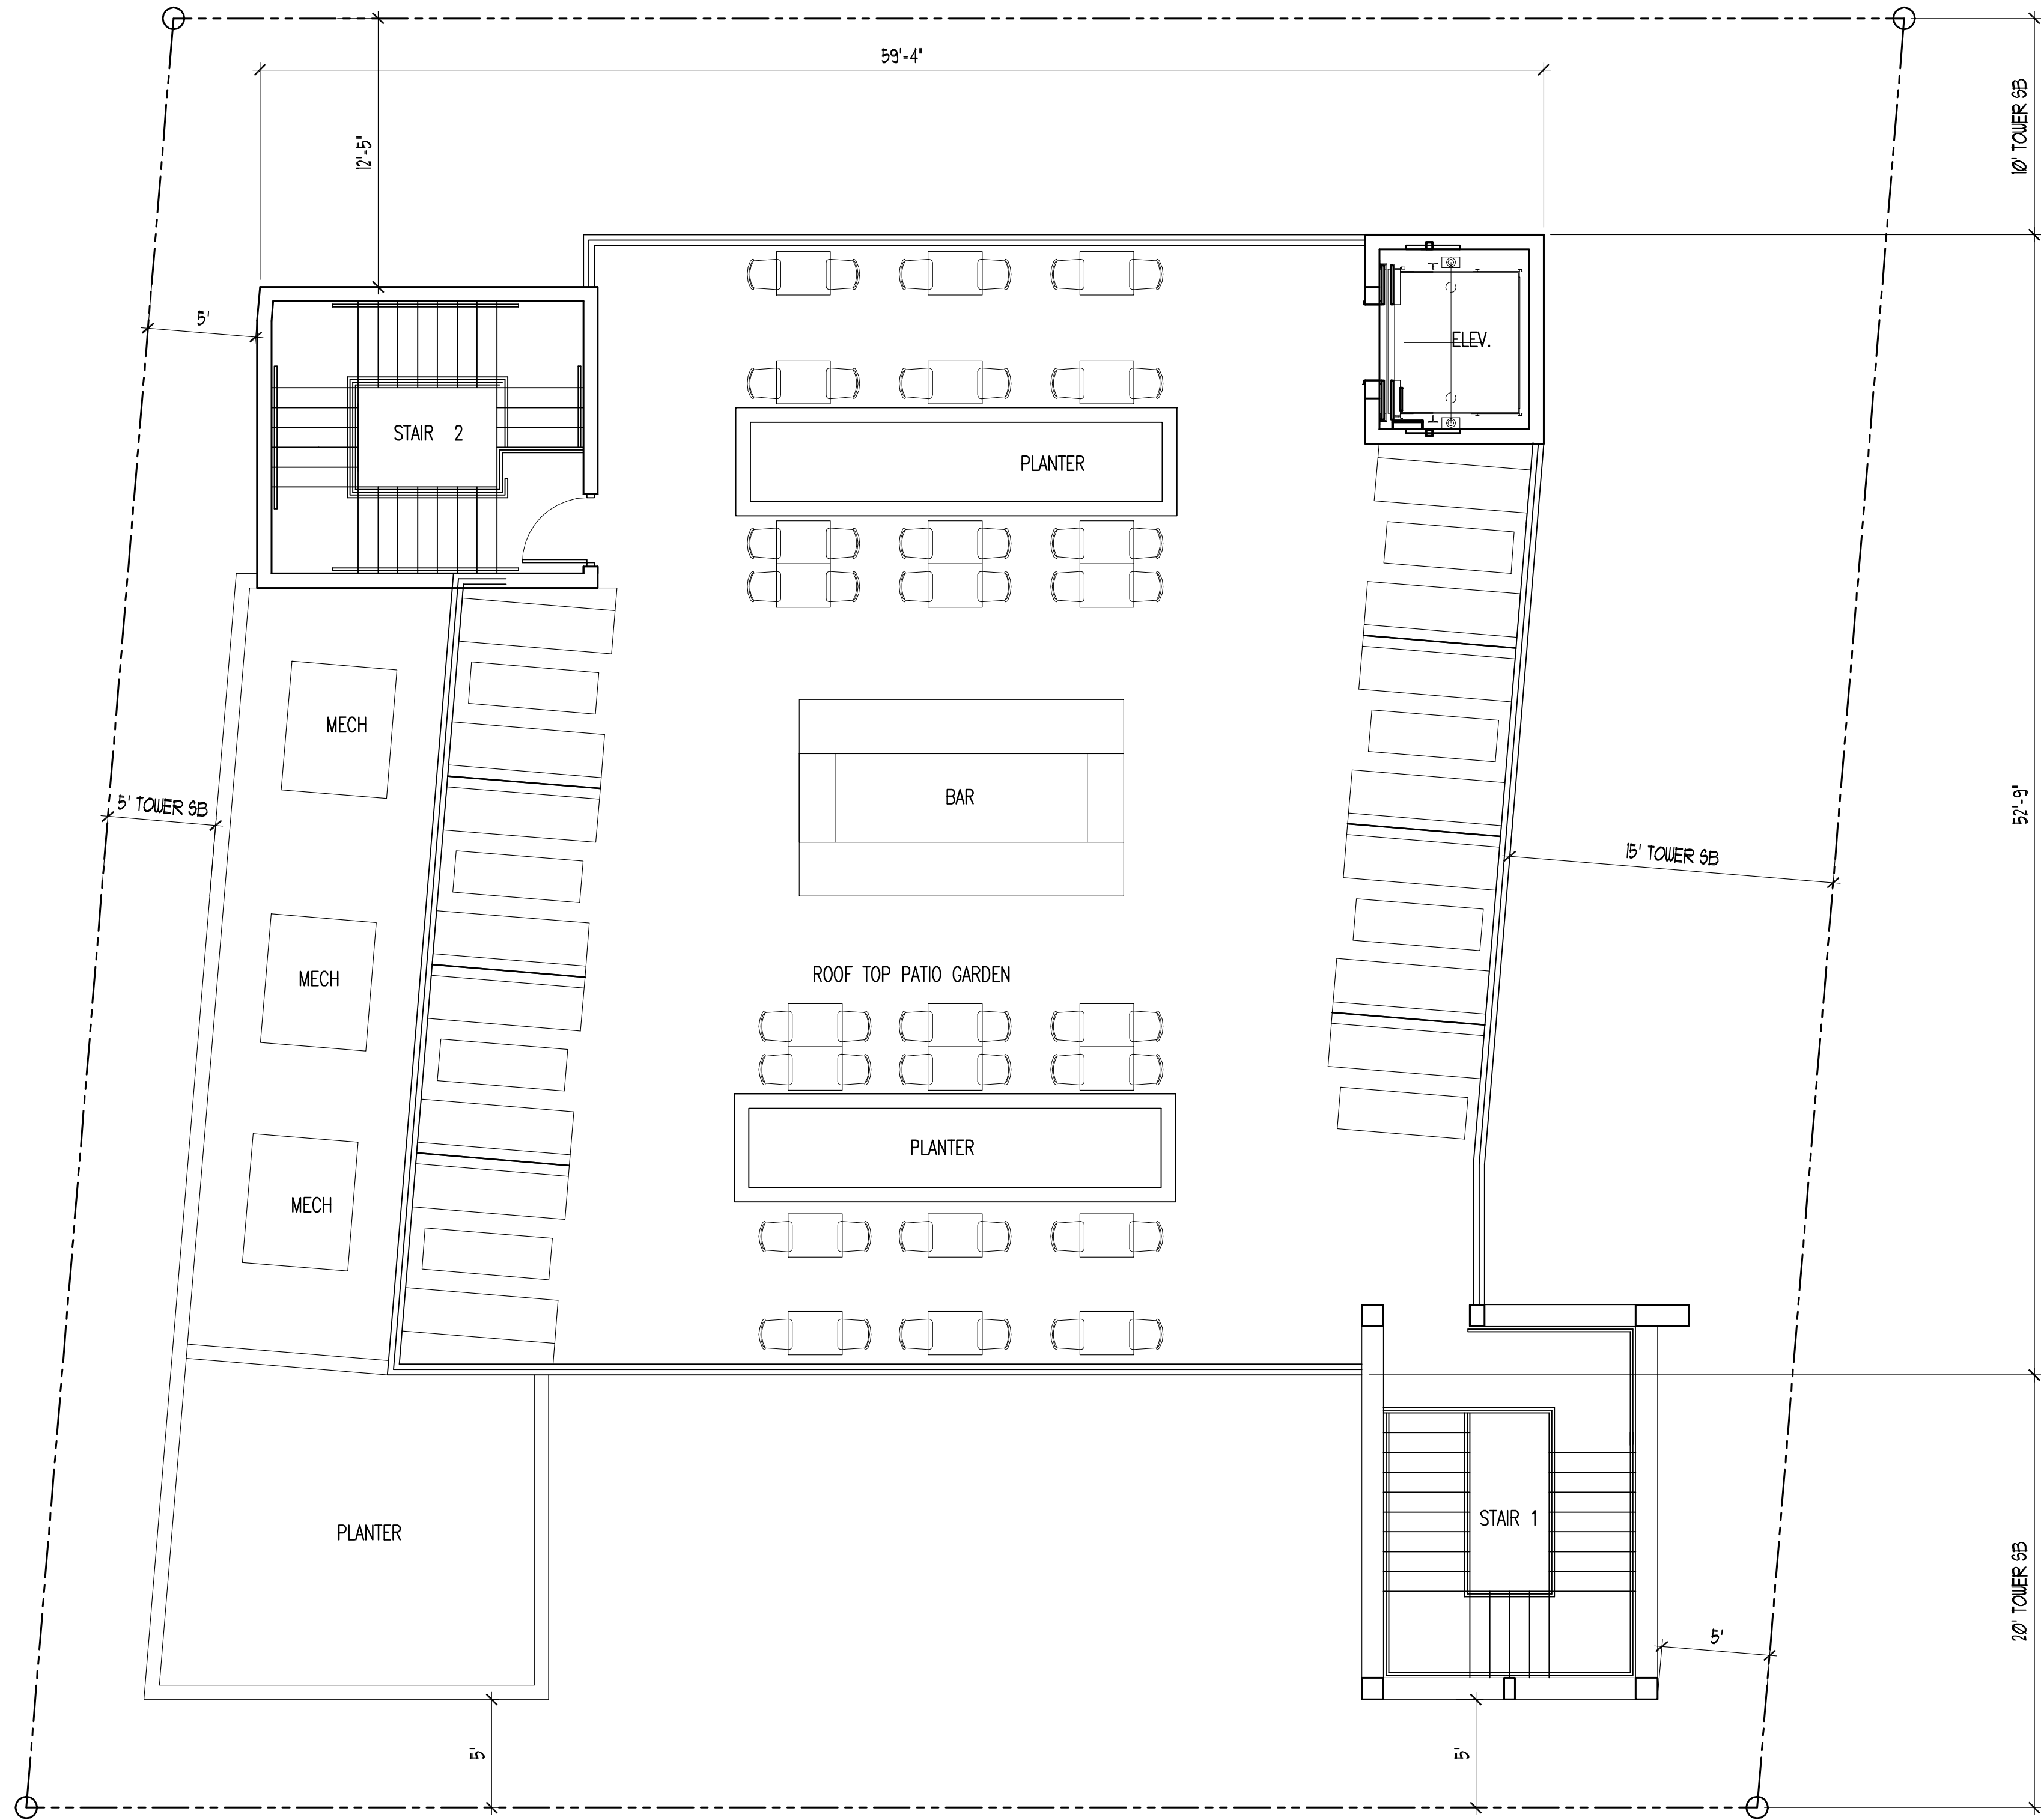 59'-4"
10' TOWER SB
12'-5"
5'
ELEV.
STAIR 2
PLANTER
MECH
5' TOWER SB
BAR
52'-9"
15' TOWER SB
ROOF TOP PATIO GARDEN
MECH
PLANTER
MECH
STAIR 1
PLANTER
20' TOWER SB
5'
5'
5'